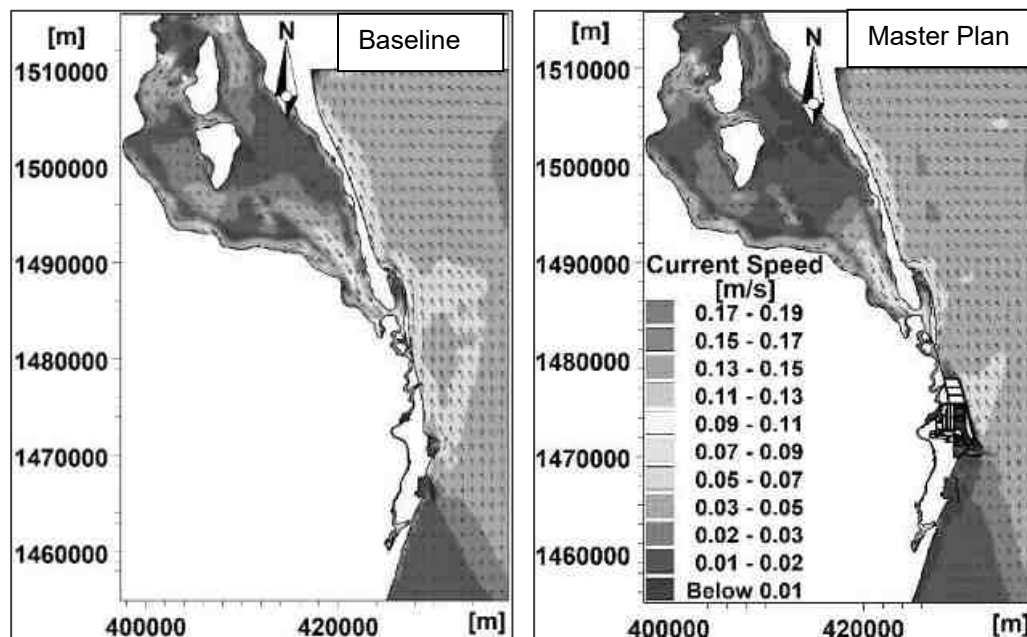 [m]
Baseline
N
1510000
1500000
1490000
1480000
1470000
1460000
400000
420000
[m]
Master Plan
N
1510000
1500000
1490000
1480000
1470000
1460000
Current Speed
[m/s]
0.17 - 0.19
0.15 - 0.17
0.13 - 0.15
0.11 - 0.13
0.09 - 0.11
0.07 - 0.09
0.05 - 0.07
0.03 - 0.05
0.02 - 0.03
0.01 - 0.02
Below 0.01
400000
420000
[m]